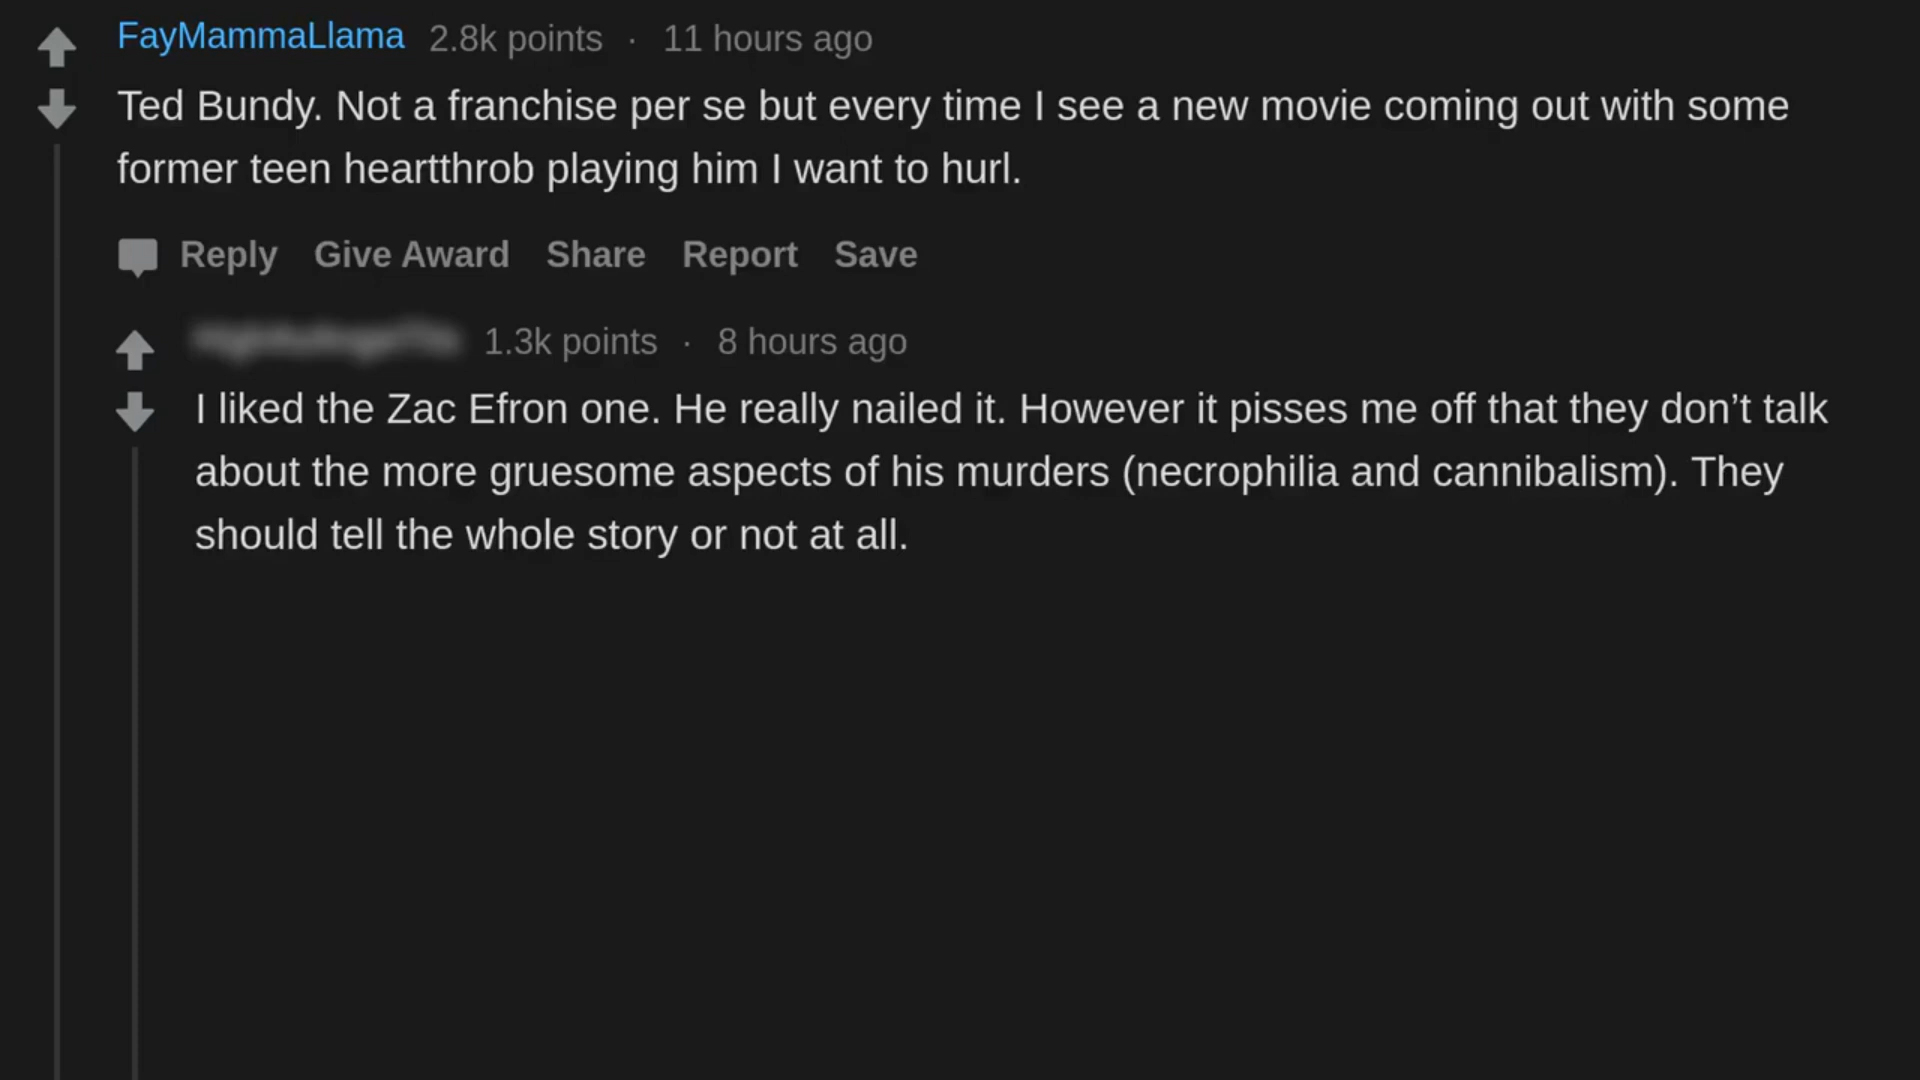 FayMammaLlama 2.8k points · 11 hours ago
Ted Bundy. Not a franchise per se but every time I see a new movie coming out with some
former teen heartthrob playing him I want to hurl.
Reply Give Award Share Report Save
1.3k points · 8 hours ago
I liked the Zac Efron one. He really nailed it. However it pisses me off that they don’t talk
about the more gruesome aspects of his murders (necrophilia and cannibalism). They
should tell the whole story or not at all.